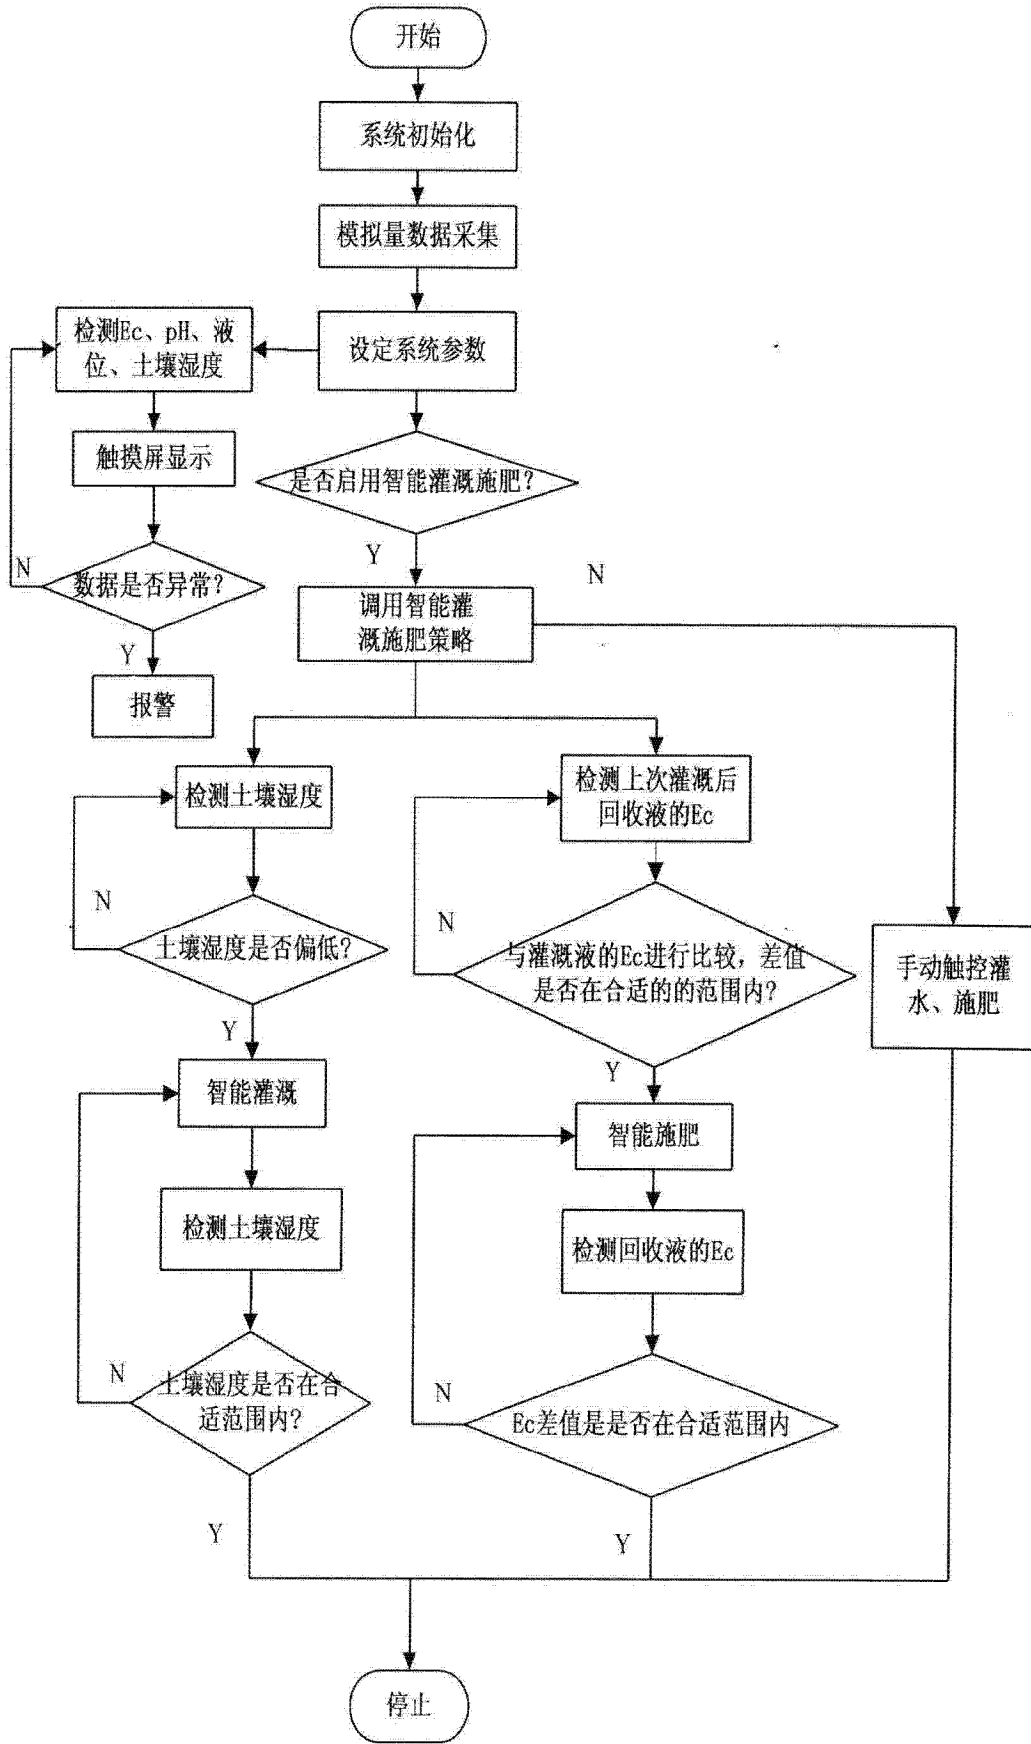 开始
系统初始化
模拟量数据采集
检测Ec、pH、液
位、土壤湿度
设定系统参数
触摸屏显示
是否启用智能灌溉施肥?
Y
N
N
数据是否异常?
调用智能灌
溉施肥策略
Y
报警
检测土壤湿度
检测上次灌溉后
回收液的Ec
N
N
土壤湿度是否偏低?
与灌溉液的Ec进行比较，差值
是否在合适的的范围内?
手动触控灌
水、施肥
Y
Y
智能灌溉
智能施肥
检测土壤湿度
检测回收液的Ec
N
N
土壤湿度是否在合
适范围内?
Ec差值是是否在合适范围内
Y
Y
停止